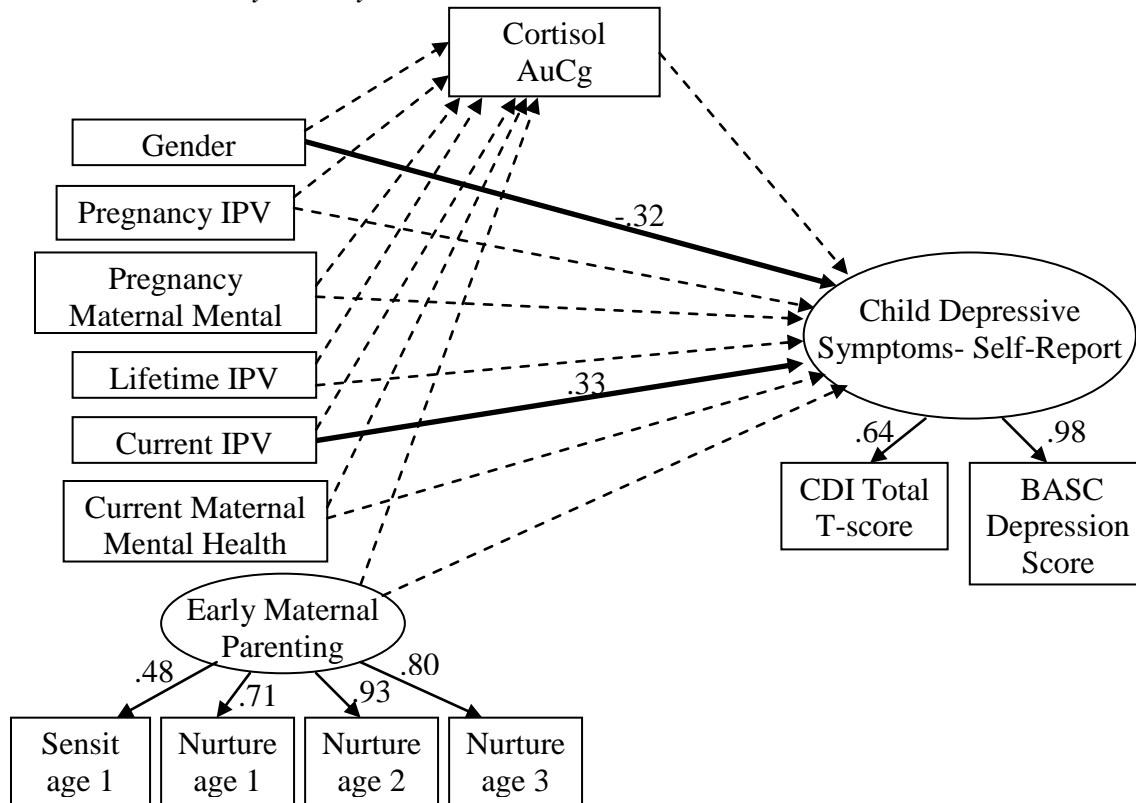 Cortisol
AuCg
Gender
-.32
Pregnancy IPV
Pregnancy
Maternal Mental
Child Depressive
Symptoms- Self-Report
Lifetime IPV
.33
Current IPV
.64
.98
Current Maternal
Mental Health
CDI Total
T-score
BASC
Depression
Score
Early Maternal
Parenting
.48
.71
.93
.80
Sensit
age 1
Nurture
age 1
Nurture
age 2
Nurture
age 3